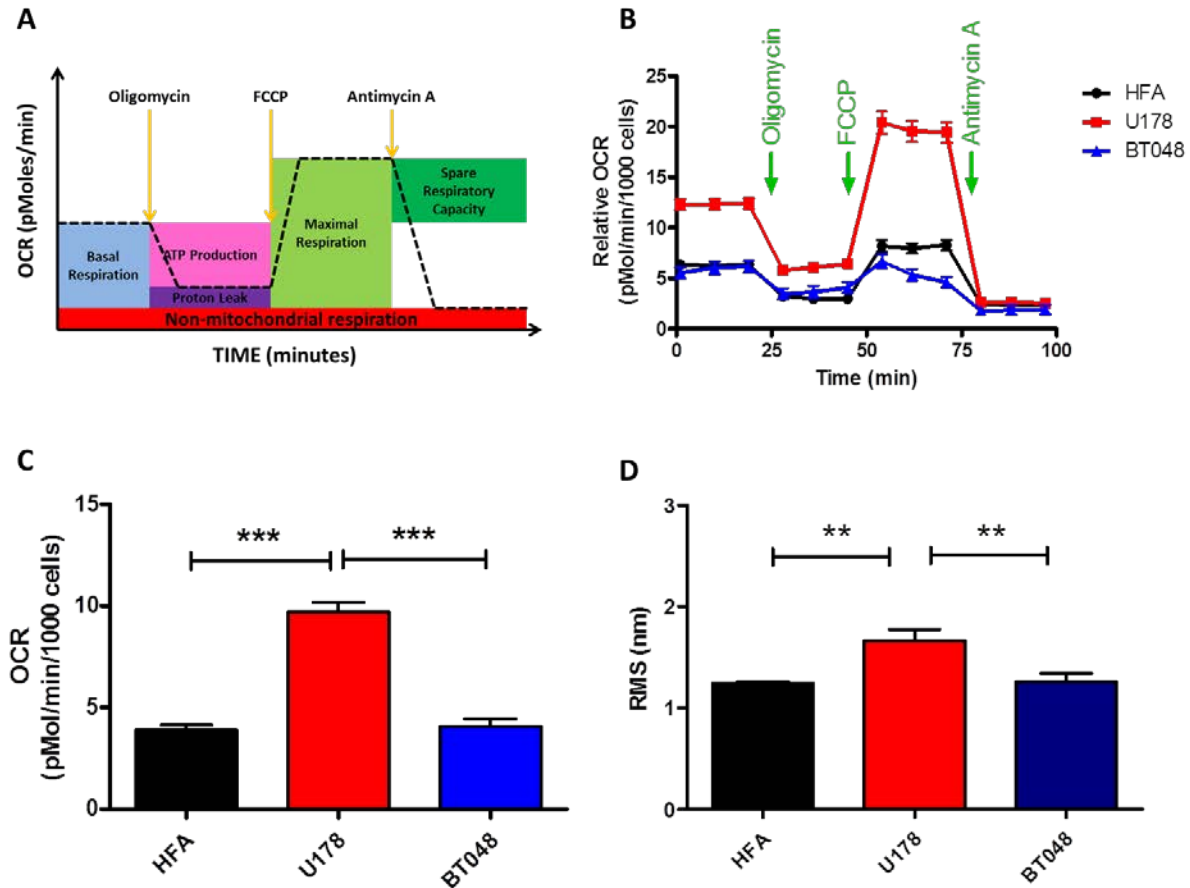 A
OCR (pMoles/min)
Oligomycin
FCCP
Antimycin A
Basal
Respiration
ATP Production
Proton Leak
Maximal
Respiration
Spare
Respiratory
Capacity
Non-mitochondrial respiration
TIME (minutes)
B
Relative OCR
(pMol/min/1000 cells)
25
20
15
10
5
0
Oligomycin
FCCP
Antimycin A
HFA
U178
BT048
0
25
50
75
100
Time (min)
C
OCR
(pMol/min/1000 cells)
15
10
5
0
***
***
HFA
U178
BT048
D
RMS (nm)
3
2
1
0
**
**
HFA
U178
BT048